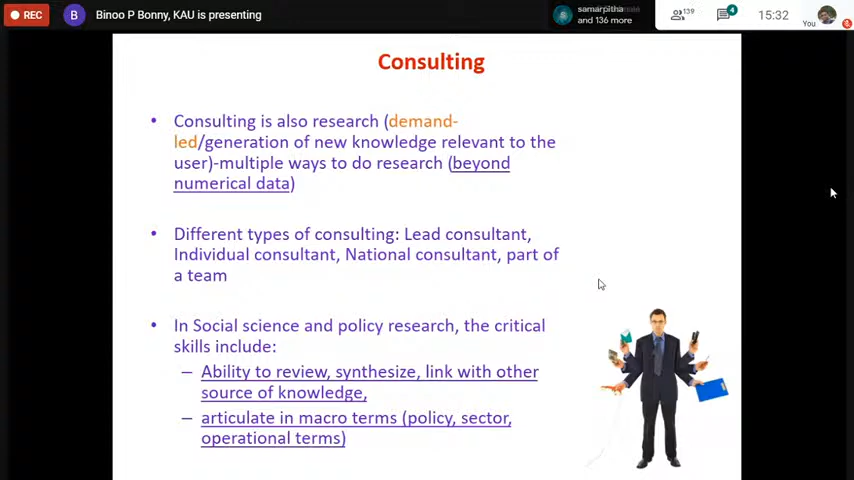 REC
B
Binoo P Bonny, KAU is presenting
samarpitha
and 136 more
139
4
15:32
You
Consulting
• Consulting is also research (demand-
led/generation of new knowledge relevant to the
user)-multiple ways to do research (beyond
numerical data)
• Different types of consulting: Lead consultant,
Individual consultant, National consultant, part of
a team
• In Social science and policy research, the critical
skills include:
– Ability to review, synthesize, link with other
source of knowledge,
– articulate in macro terms (policy, sector,
operational terms)